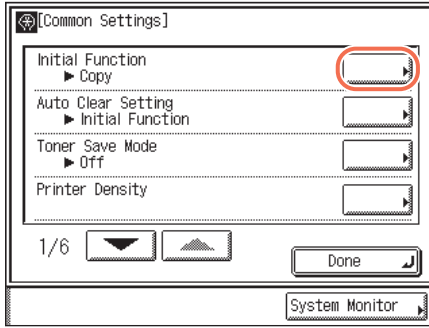 [Common Settings]
Initial Function
▶ Copy
Auto Clear Setting
▶ Initial Function
Toner Save Mode
▶ Off
Printer Density
1/6
Done
System Monitor